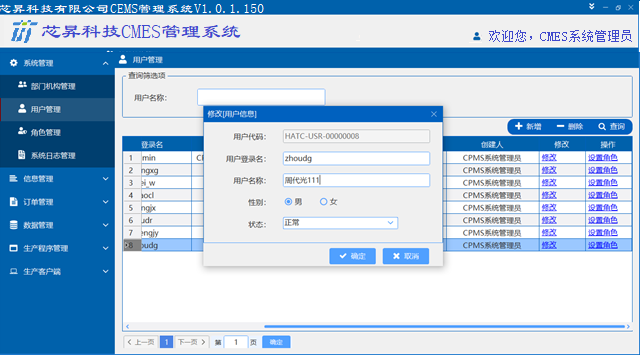 芯昇科技有限公司CEMS管理系统V1.0.1.150
芯昇科技CMES管理系统
欢迎您，CMES系统管理员
系统管理
部门机构管理
用户管理
角色管理
系统日志管理
信息管理
订单管理
数据管理
生产程序管理
生产客户端
用户管理
查询筛选项
用户名称：
新增 删除 查询
登录名 创建人 修改 操作
1 min CPMS系统管理员 修改 设置角色
2 ngxg CPMS系统管理员 修改 设置角色
3 ei_w CPMS系统管理员 修改 设置角色
4 aocl CPMS系统管理员 修改 设置角色
5 ngjx CPMS系统管理员 修改 设置角色
6 udr CPMS系统管理员 修改 设置角色
7 engjy CPMS系统管理员 修改 设置角色
8 oudg CPMS系统管理员 修改 设置角色
修改[用户信息]
用户代码： HATC-USR-00000008
用户登录名： zhoudg
用户名称： 周代光111
性别： 男 女
状态： 正常
确定 取消
上一页 1 下一页 第 1 页 确定